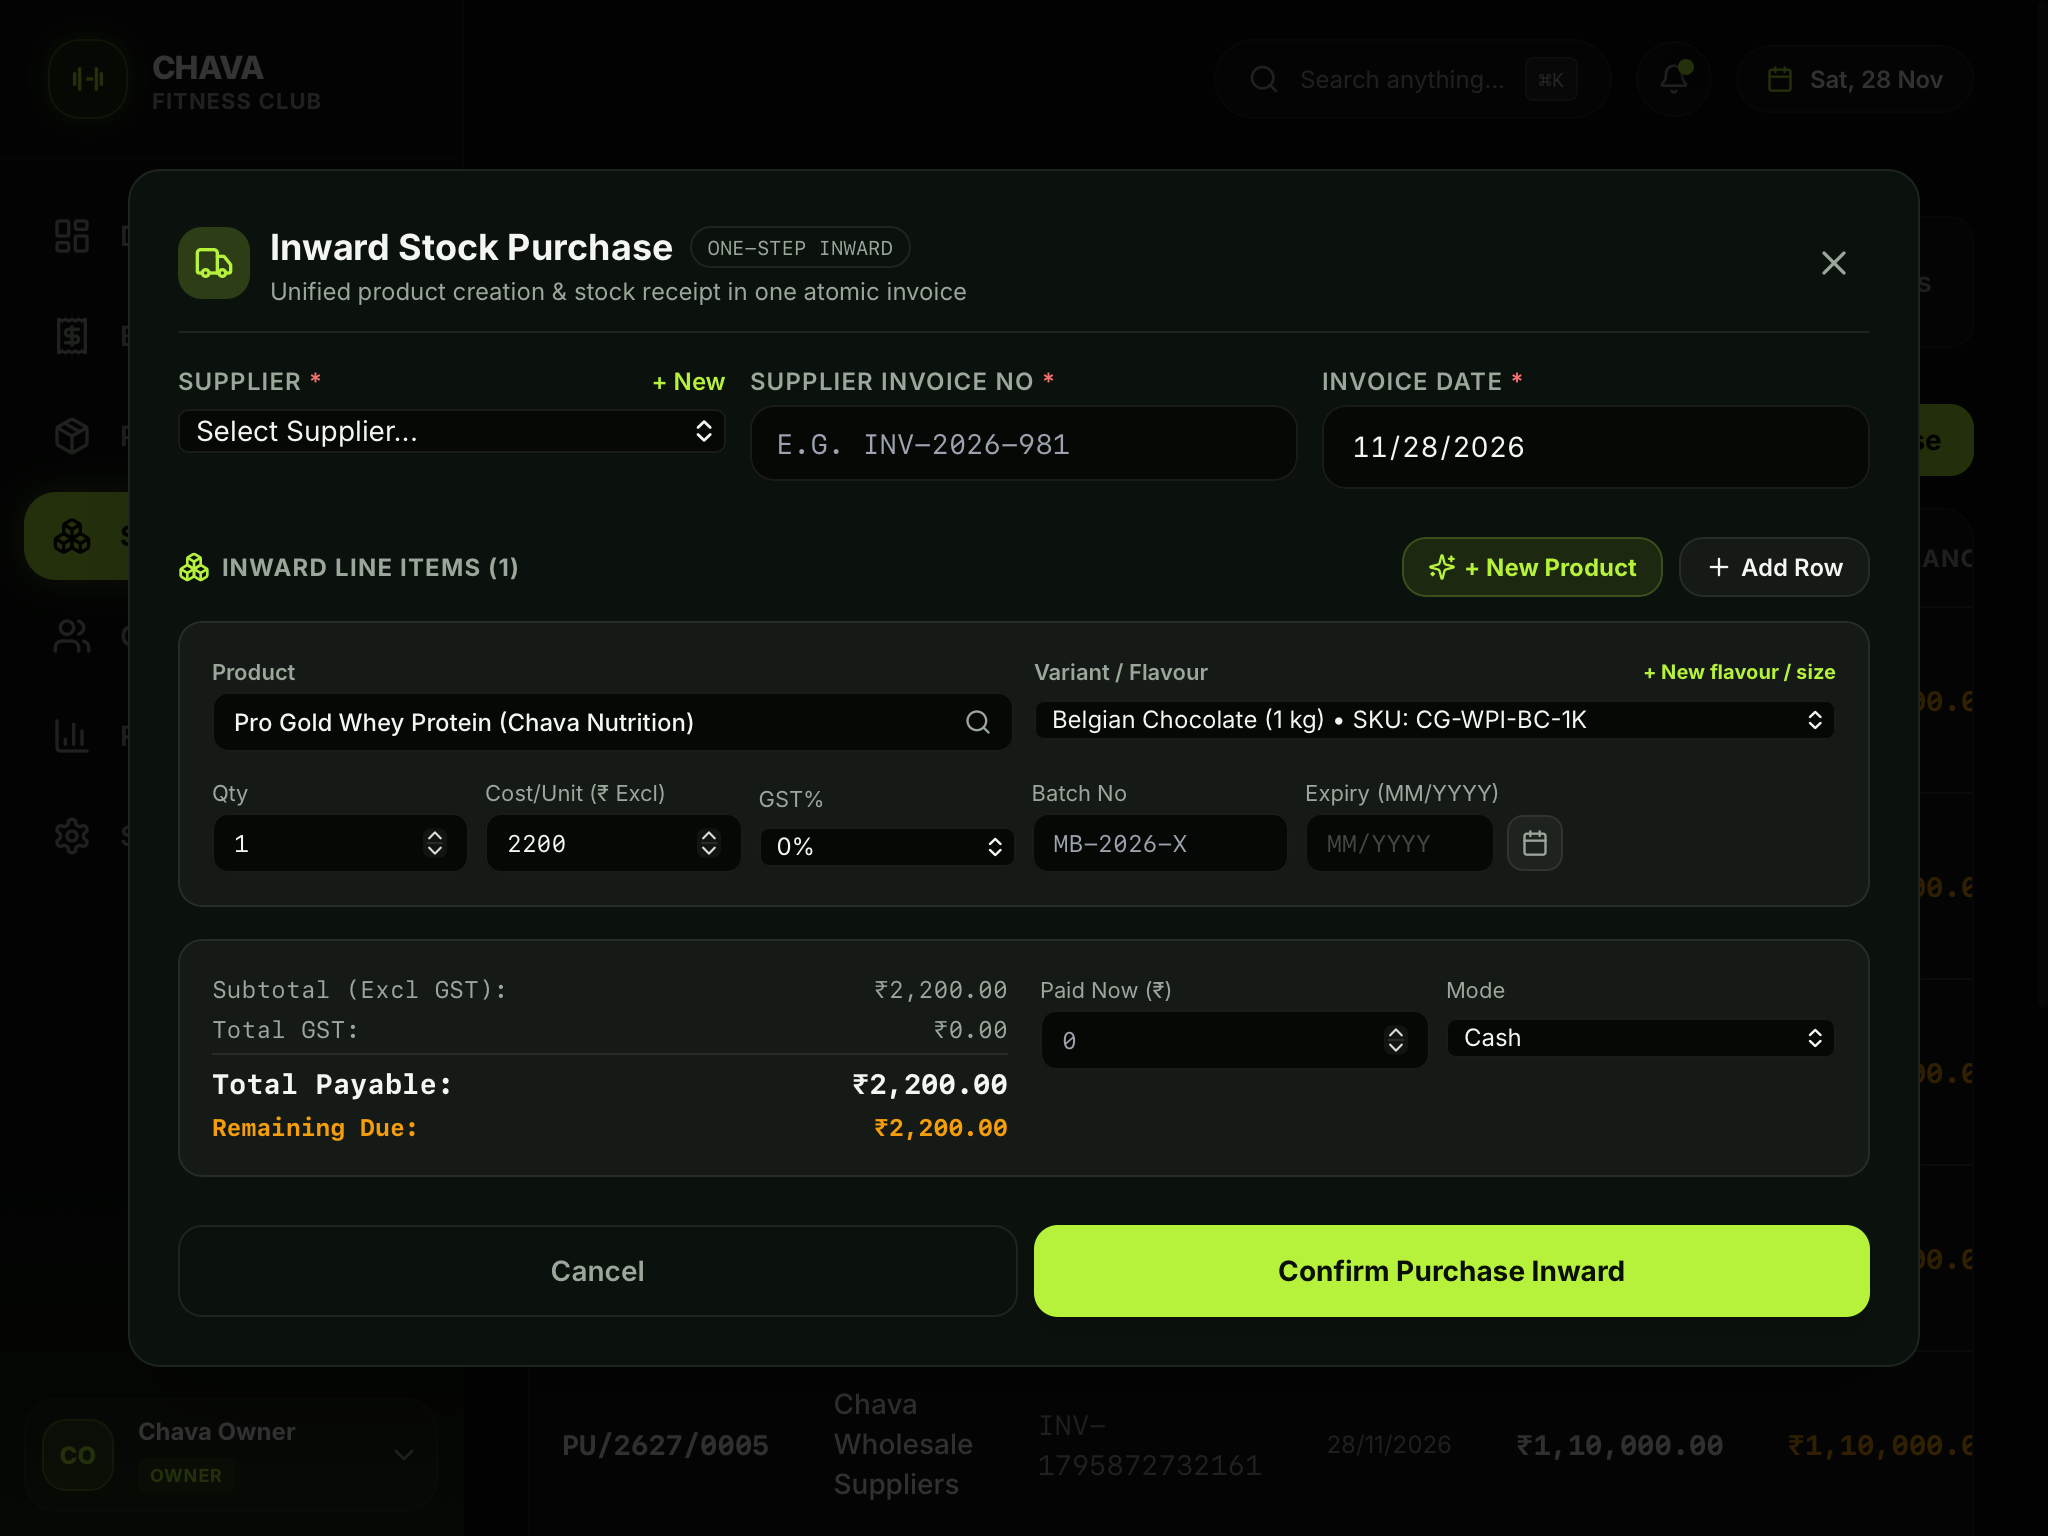 CHAVA
FITNESS CLUB
Search anything... ⌘K
Sat, 28 Nov
Inward Stock Purchase ONE-STEP INWARD
Unified product creation & stock receipt in one atomic invoice
SUPPLIER * + New
Select Supplier...
SUPPLIER INVOICE NO *
E.G. INV-2026-981
INVOICE DATE *
11/28/2026
INWARD LINE ITEMS (1)
+ New Product
+ Add Row
Product
Pro Gold Whey Protein (Chava Nutrition)
Variant / Flavour + New flavour / size
Belgian Chocolate (1 kg) • SKU: CG-WPI-BC-1K
Qty
1
Cost/Unit (₹ Excl)
2200
GST%
0%
Batch No
MB-2026-X
Expiry (MM/YYYY)
MM/YYYY
Subtotal (Excl GST): ₹2,200.00
Total GST: ₹0.00
Total Payable: ₹2,200.00
Remaining Due: ₹2,200.00
Paid Now (₹)
0
Mode
Cash
Cancel
Confirm Purchase Inward
CO
Chava Owner
OWNER
PU/2627/0005
Chava
Wholesale
Suppliers
INV-
1795872732161
28/11/2026
₹1,10,000.00
₹1,10,000.0